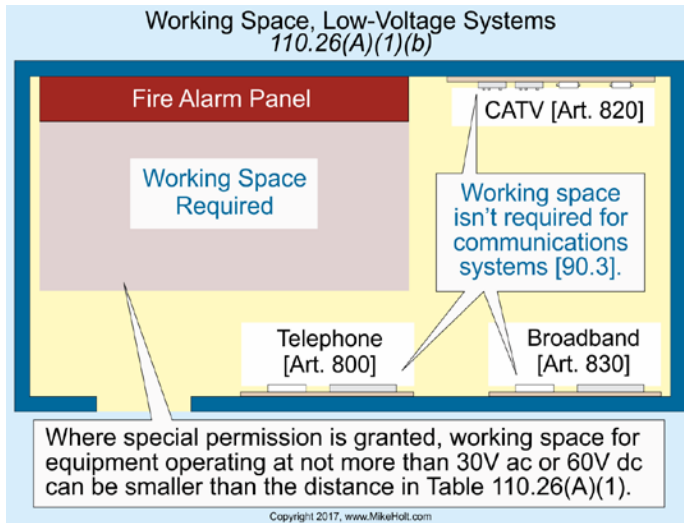 Working Space, Low-Voltage Systems
110.26(A)(1)(b)
Fire Alarm Panel
CATV [Art. 820]
Working Space
Required
Working space
isn't required for
communications
systems [90.3].
Telephone
[Art. 800]
Broadband
[Art. 830]
Where special permission is granted, working space for
equipment operating at not more than 30V ac or 60V dc
can be smaller than the distance in Table 110.26(A)(1).
Copyright 2017, www.MikeHolt.com